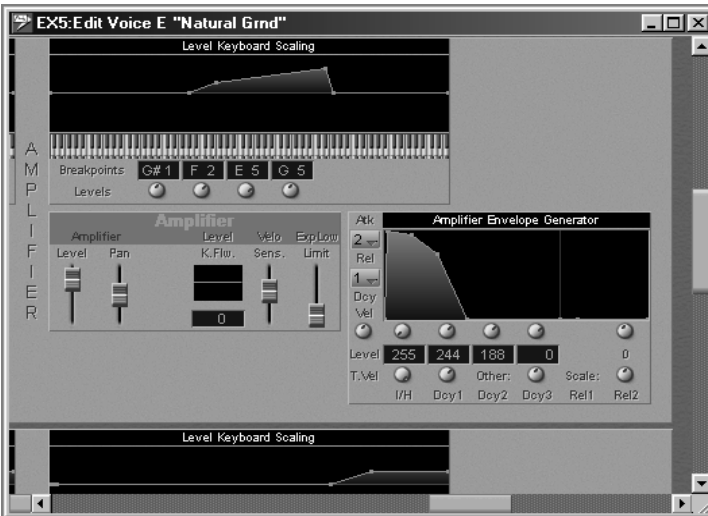 EX5:Edit Voice E "Natural Grnd"
Level Keyboard Scaling
AMPLIFIER
Breakpoints G# 1 F 2 E 5 G 5
Levels
Amplifier
Amplifier Level Velo ExpLow
Level Pan K.Flw. Sens. Limit
0
Atk Amplifier Envelope Generator
2
Rel
1
Dcy
Vel
Level 255 244 188 0 0
T.Vel Other: Scale:
I/H Dcy1 Dcy2 Dcy3 Rel1 Rel2
Level Keyboard Scaling